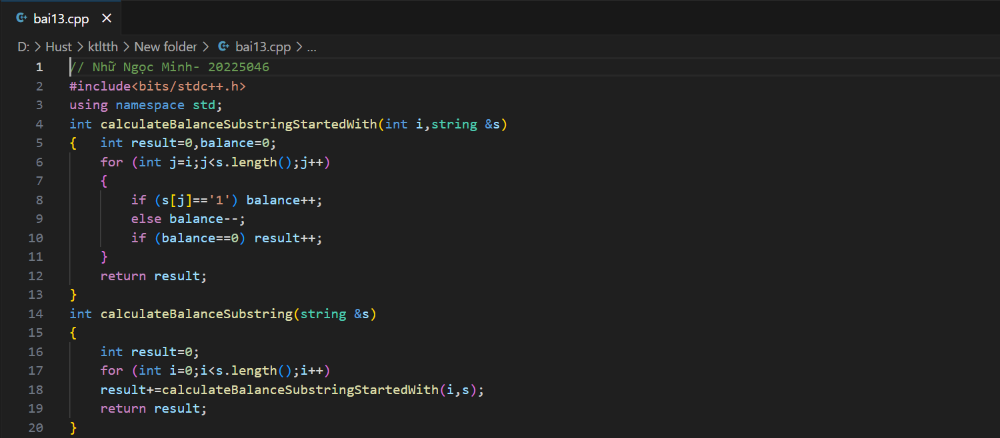 bai13.cpp ×
D: > Hust > ktltth > New folder > bai13.cpp > ...
1 // Nhữ Ngọc Minh- 20225046
2 #include<bits/stdc++.h>
3 using namespace std;
4 int calculateBalanceSubstringStartedWith(int i,string &s)
5 {   int result=0,balance=0;
6     for (int j=i;j<s.length();j++)
7     {
8         if (s[j]=='1') balance++;
9         else balance--;
10         if (balance==0) result++;
11     }
12     return result;
13 }
14 int calculateBalanceSubstring(string &s)
15 {
16     int result=0;
17     for (int i=0;i<s.length();i++)
18     result+=calculateBalanceSubstringStartedWith(i,s);
19     return result;
20 }